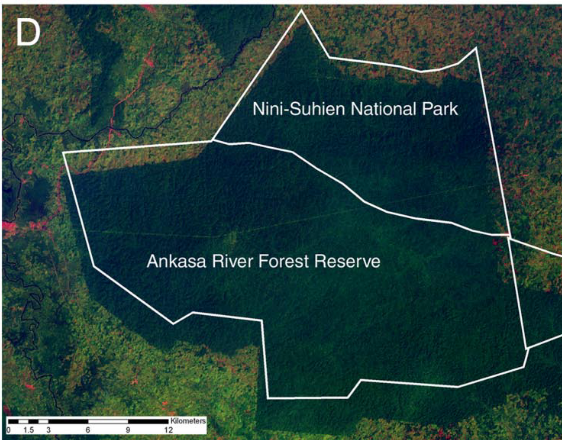 D
Nini-Suhien National Park
Ankasa River Forest Reserve
Kilometers
0 1.5 3 6 9 12